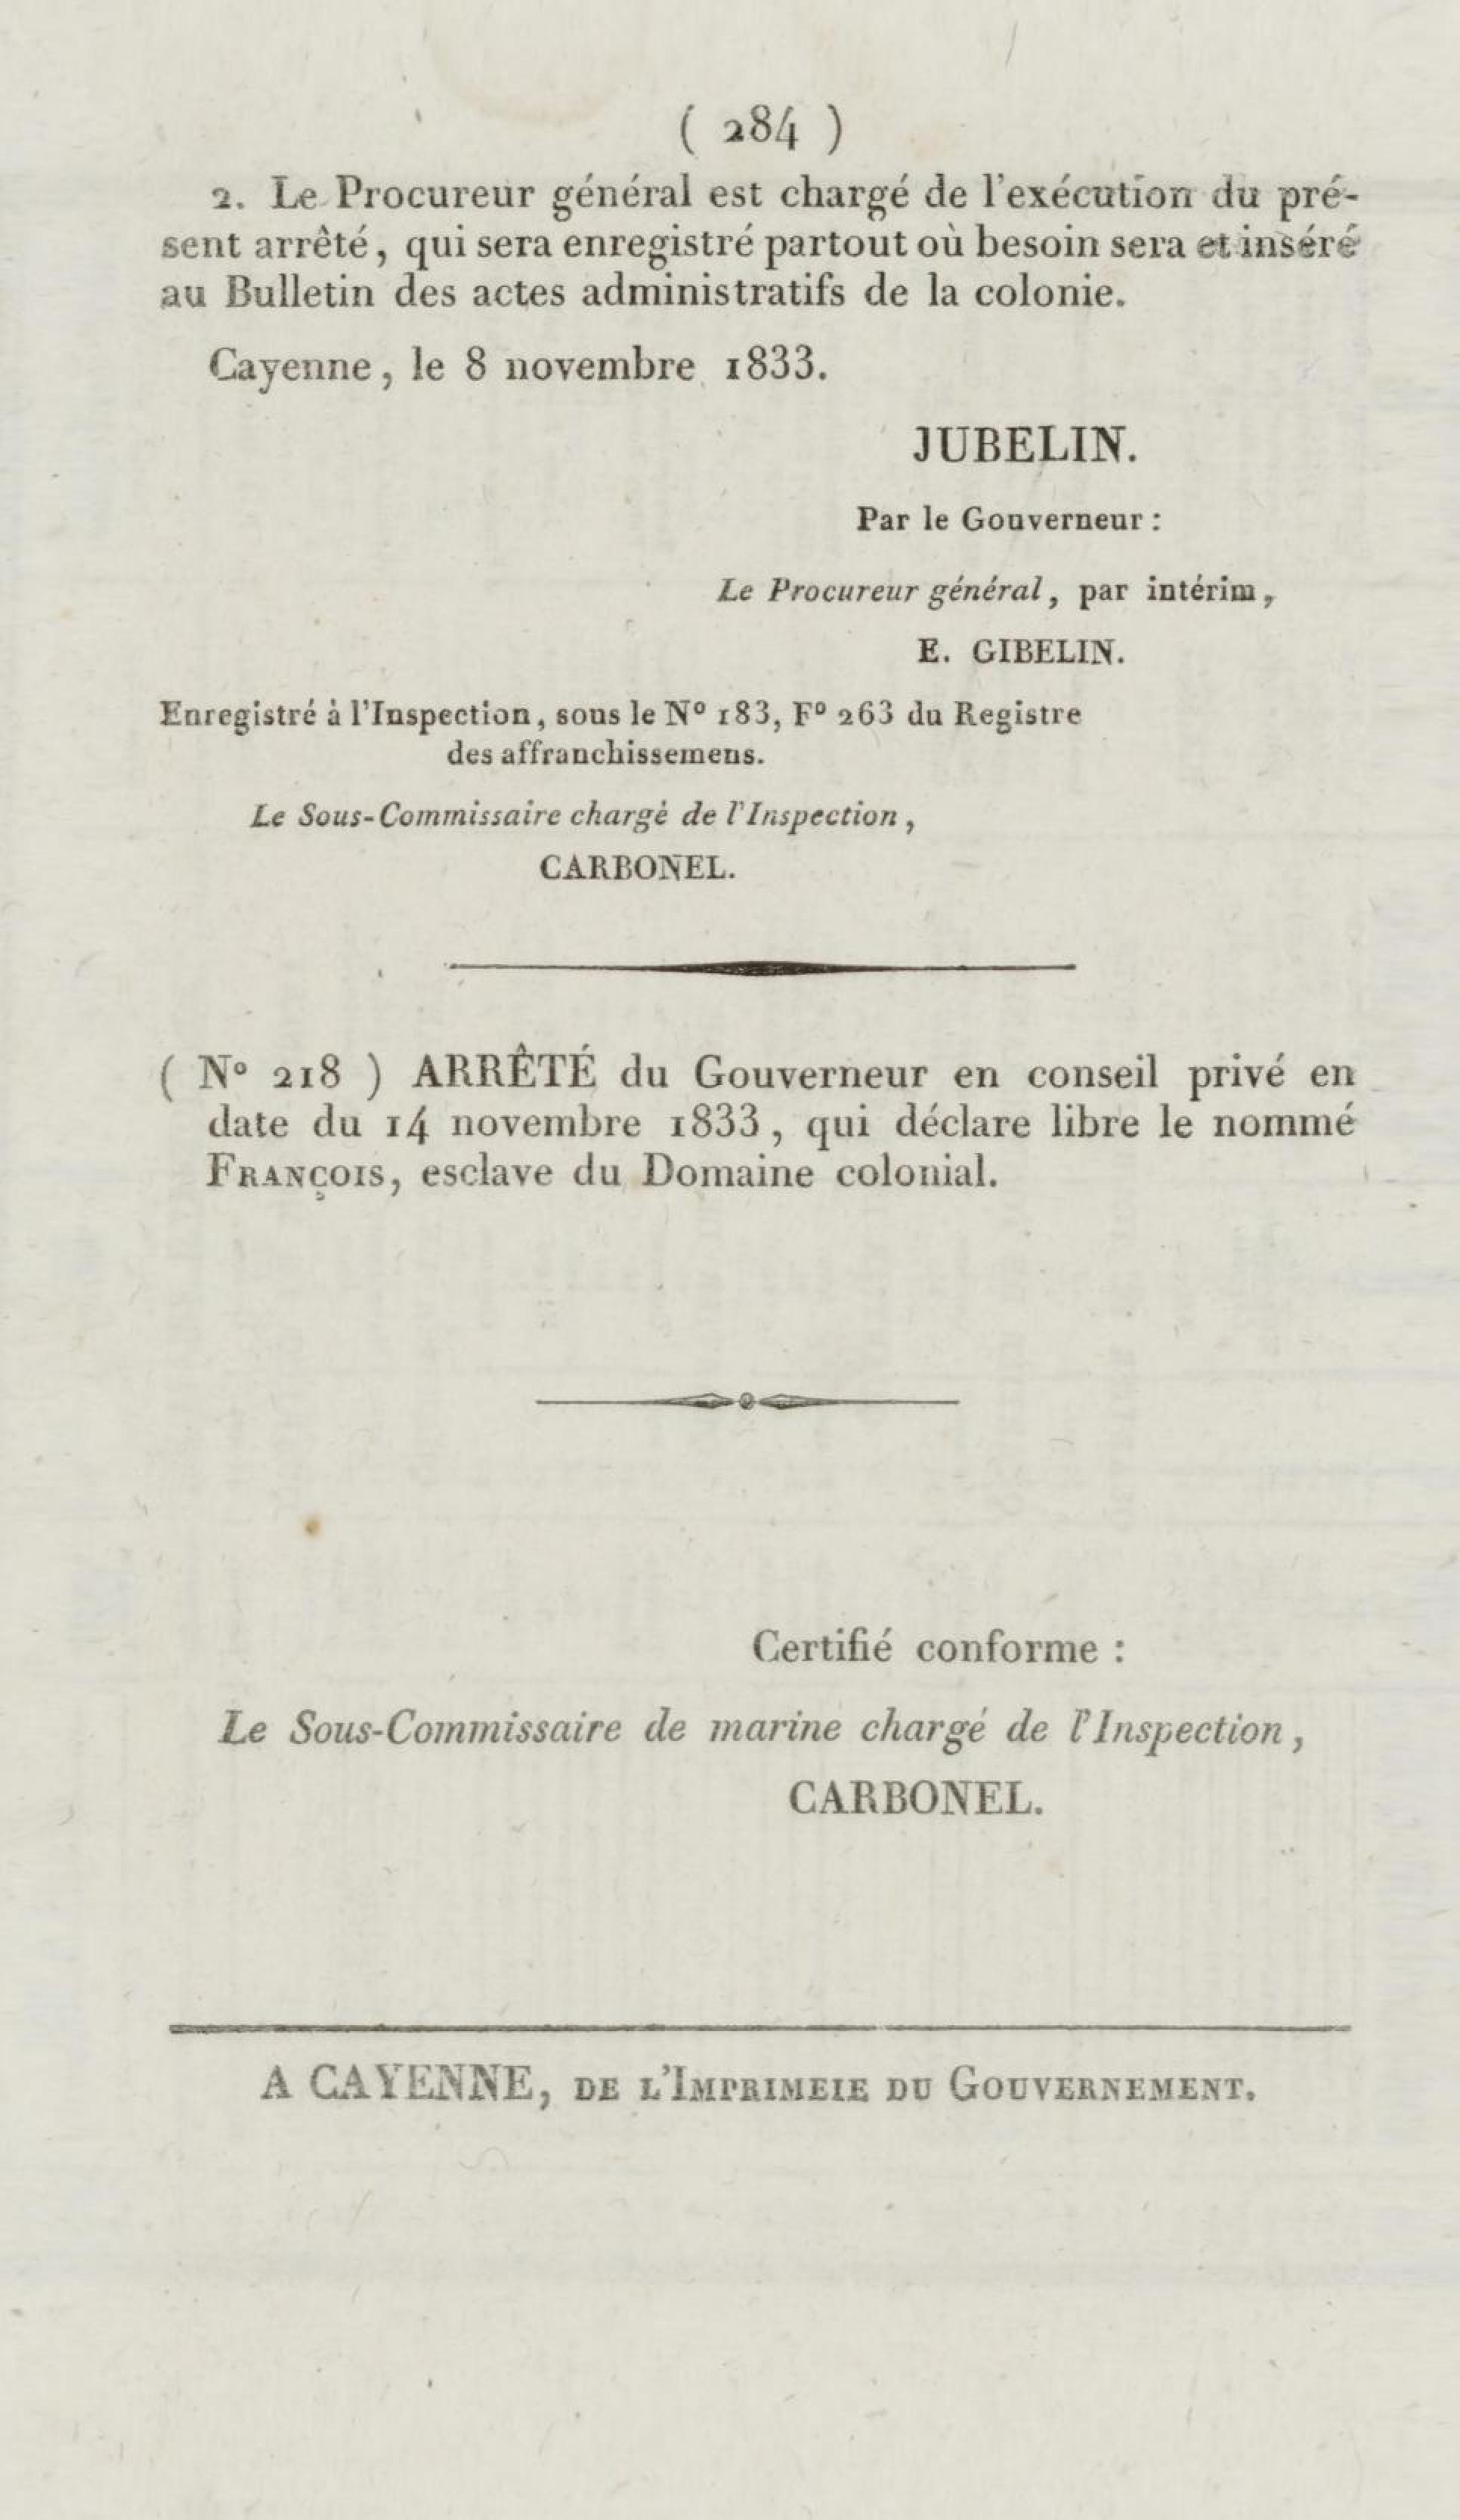 ( 284 )
2. Le Procureur général est chargé de l'exécution du pré-
sent arrêté, qui sera enregistré partout où besoin sera et inséré
au Bulletin des actes administratifs de la colonie.
Cayenne, le 8 novembre 1833.
JUBELIN.
Par le Gouverneur :
Le Procureur général, par intérim,
E. GIBELIN.
Enregistré à l'Inspection, sous le Nº 183, Fº 263 du Registre
des affranchissemens.
Le Sous-Commissaire chargè de l'Inspection,
CARBONEL.
( Nº 218 ) ARRÊTÉ du Gouverneur en conseil privé en
date du 14 novembre 1833, qui déclare libre le nommé
FRANÇOIS, esclave du Domaine colonial.
Certifié conforme :
Le Sous-Commissaire de marine chargé de l'Inspection,
CARBONEL.
A CAYENNE, DE L'IMPRIMEIE DU GOUVERNEMENT.